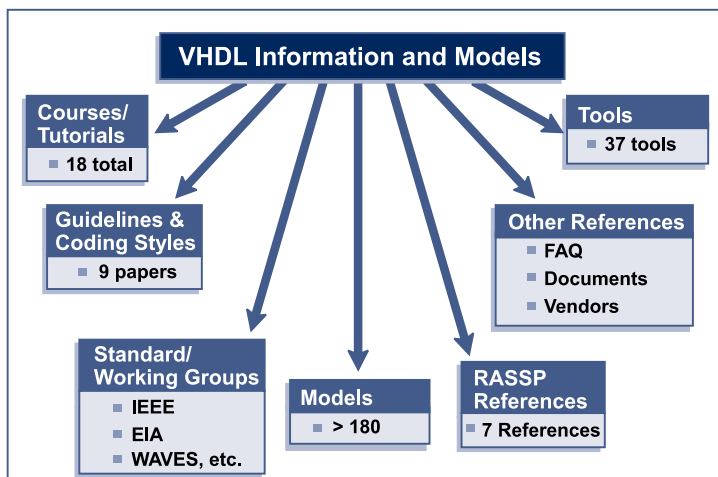 VHDL Information and Models
Courses/
Tutorials
18 total
Tools
37 tools
Guidelines &
Coding Styles
9 papers
Other References
FAQ
Documents
Vendors
Standard/
Working Groups
IEEE
EIA
WAVES, etc.
Models
> 180
RASSP
References
7 References